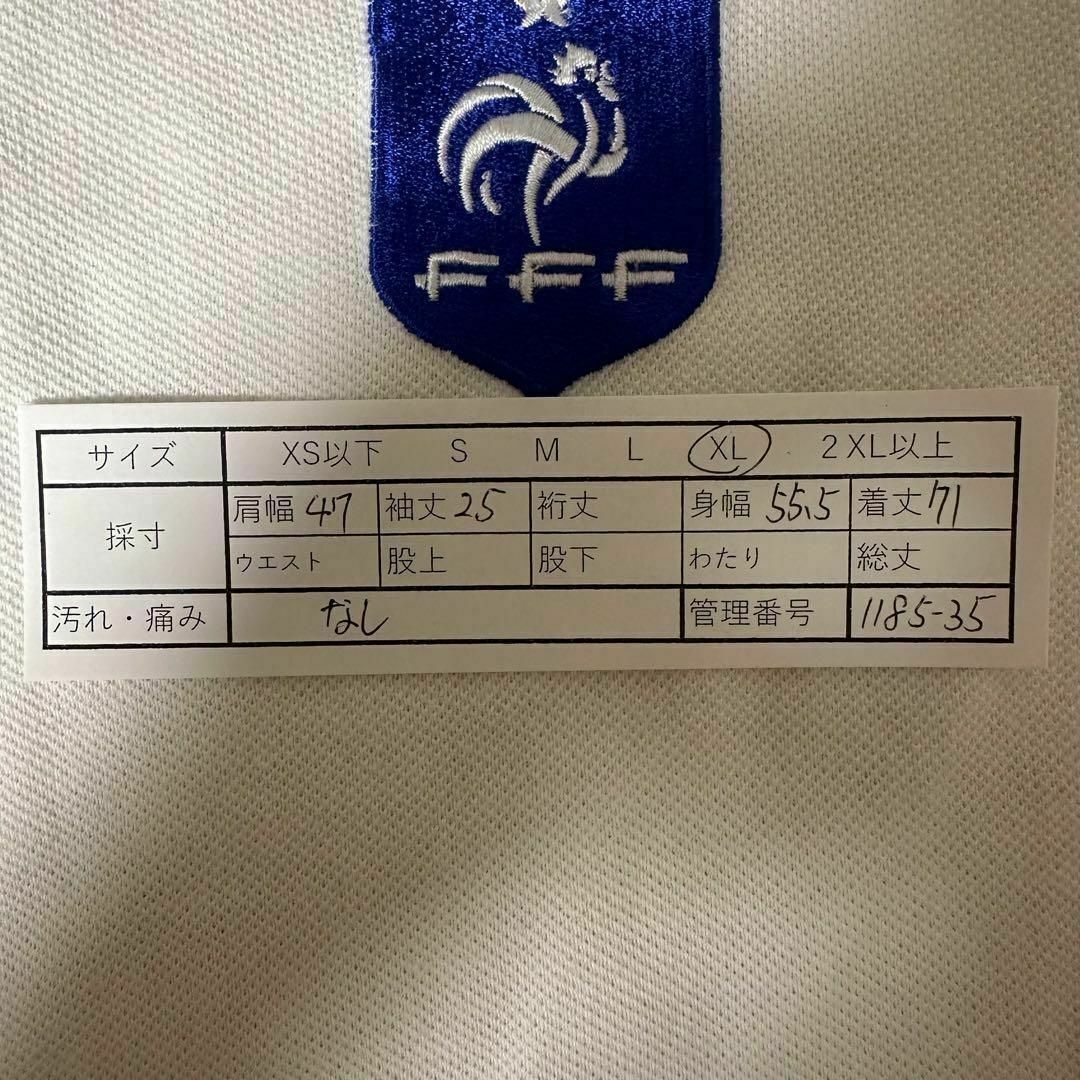 FFF
サイズ XS以下 S M L XL 2XL以上
採寸 肩幅 47 袖丈 25 裄丈 身幅 55.5 着丈 71
ウエスト 股上 股下 わたり 総丈
汚れ・痛み なし 管理番号 1185-35